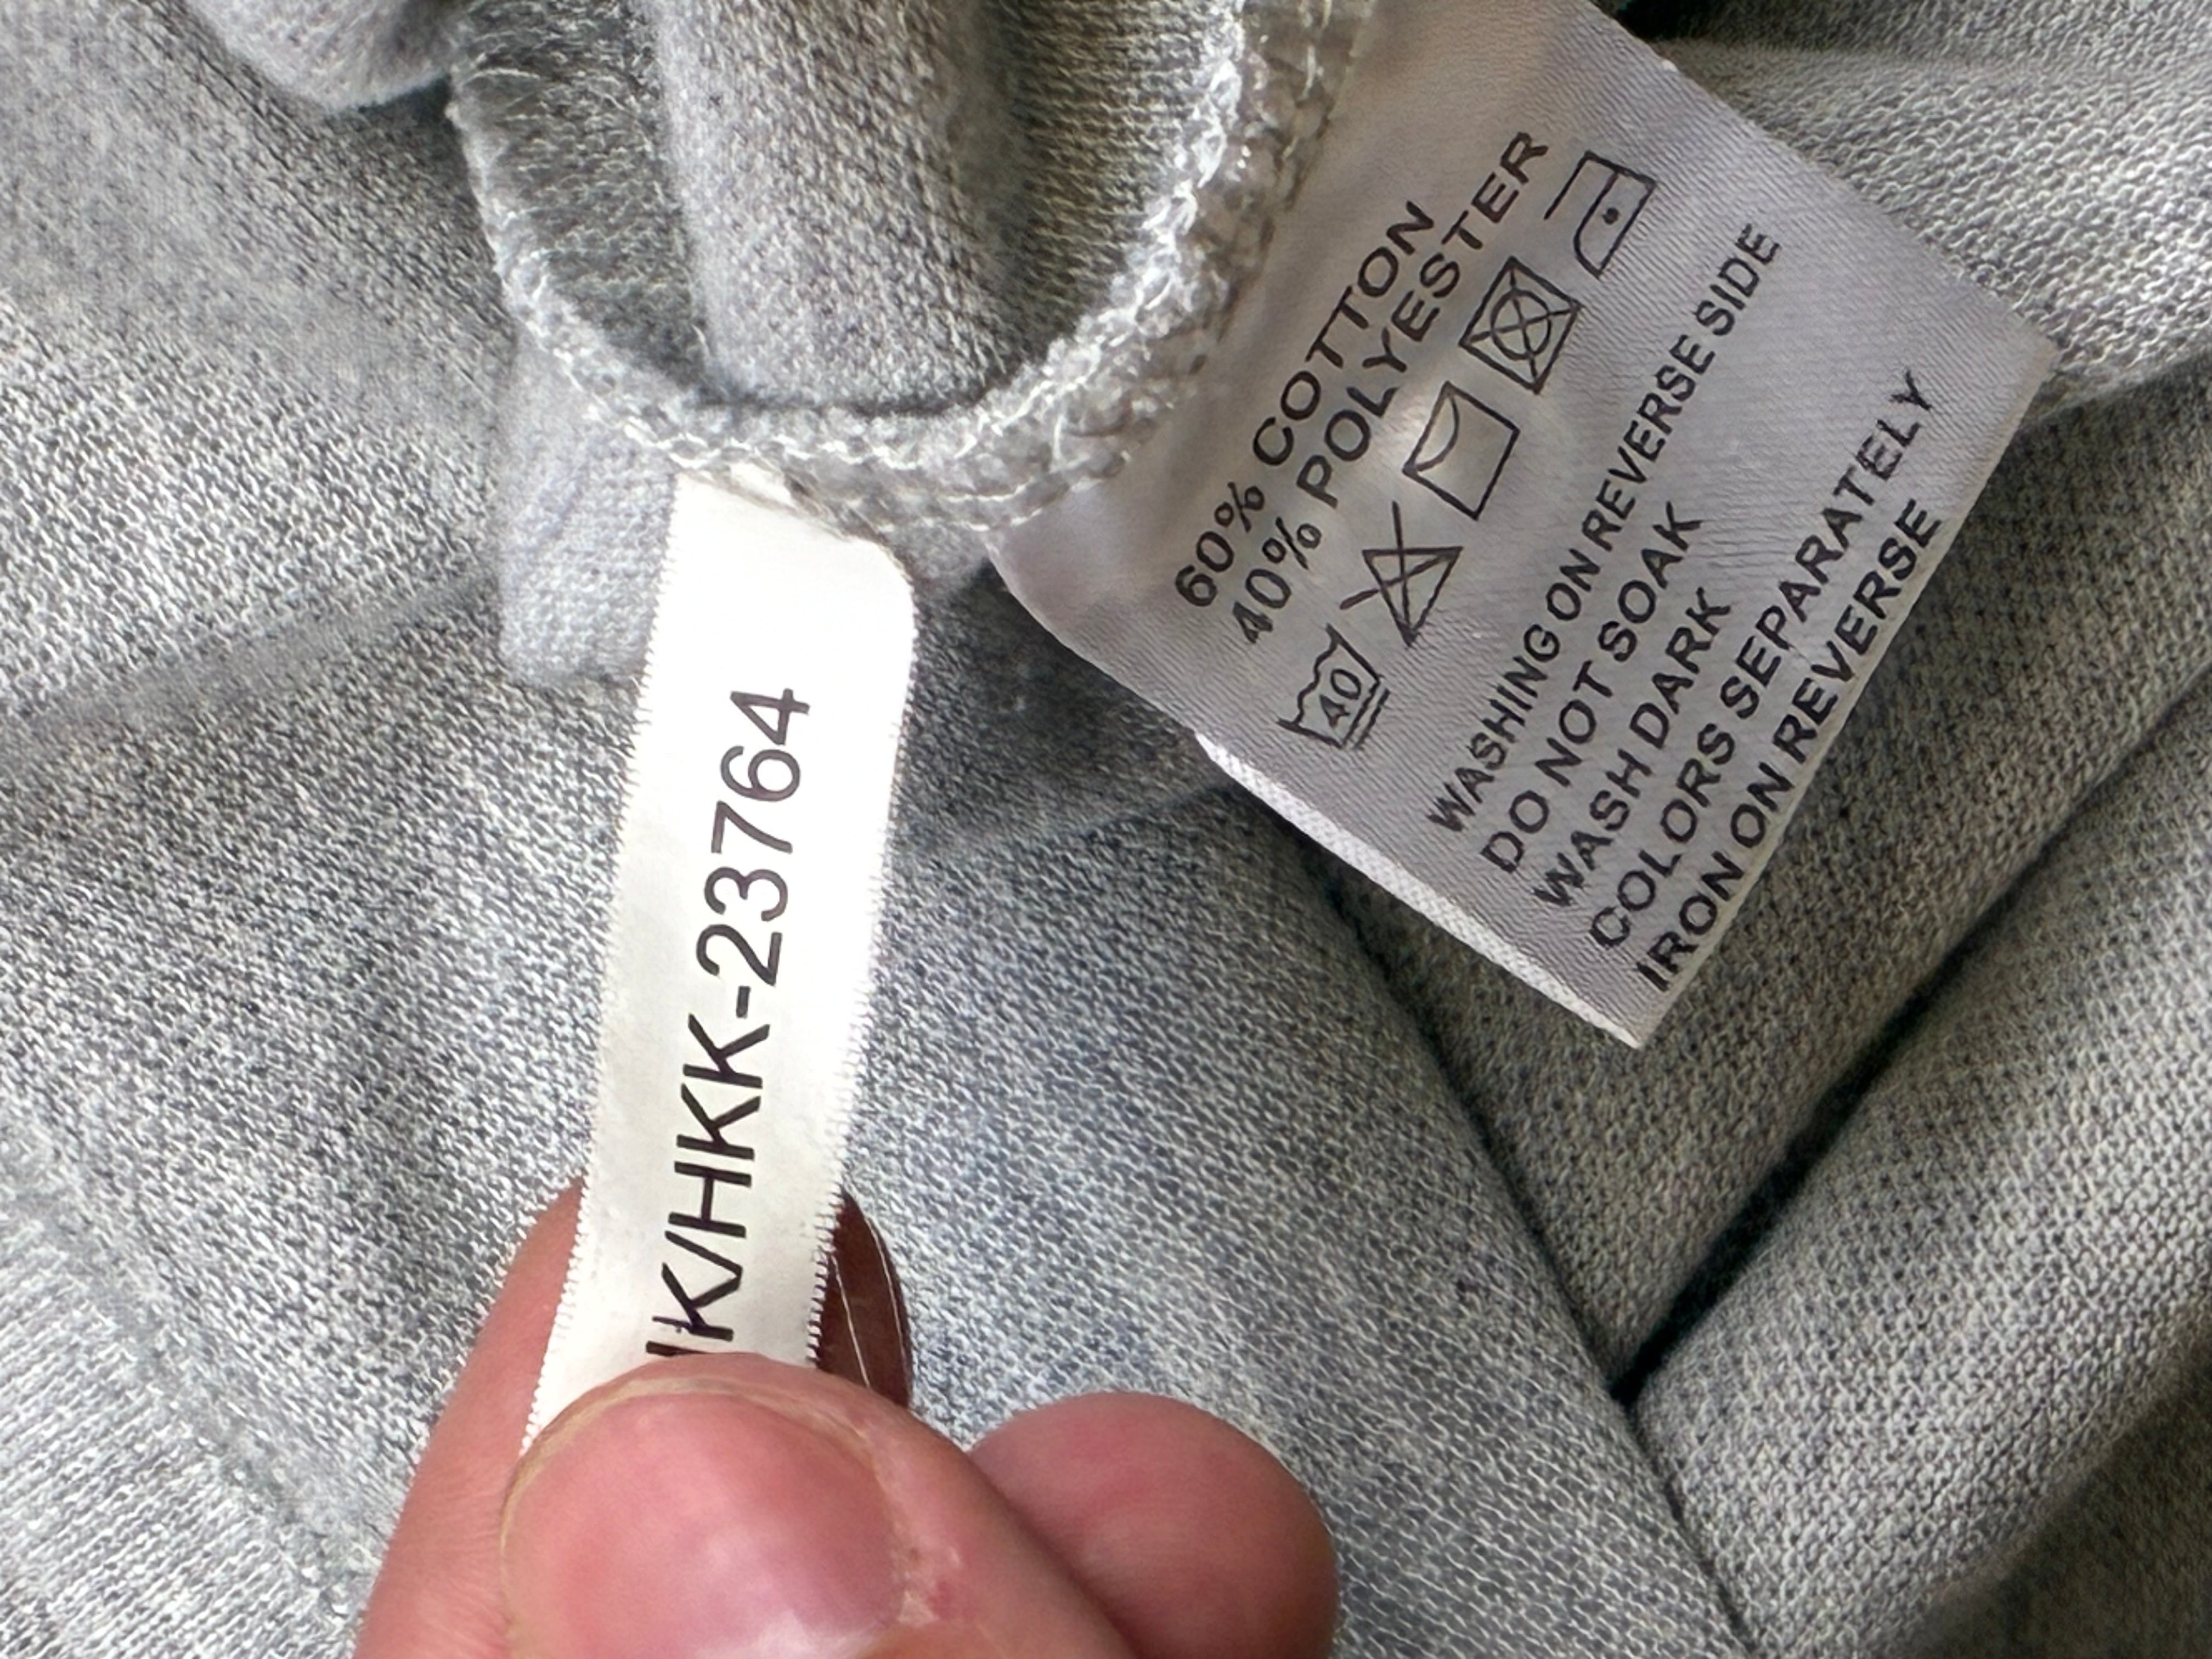 60% COTTON
40% POLYESTER
40
WASHING ON REVERSE SIDE
DO NOT SOAK
WASH DARK
COLORS SEPARATELY
IRON ON REVERSE
K/HKK-23764